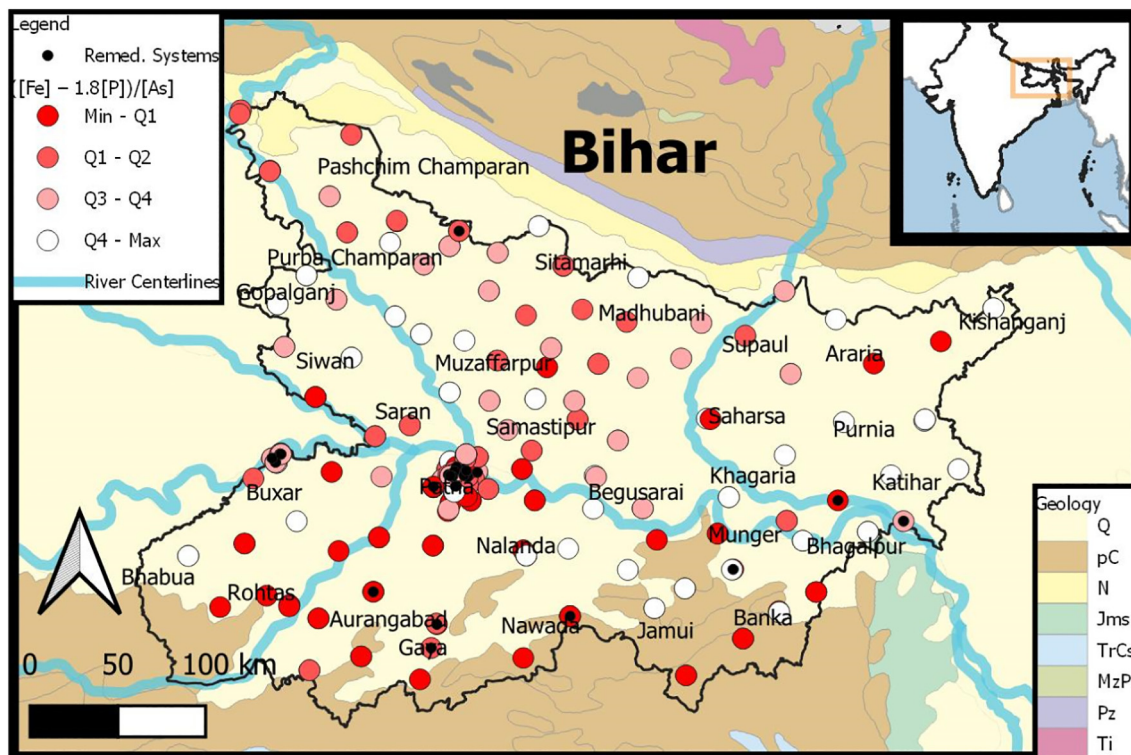 Legend
Remed. Systems
([Fe] − 1.8[P])/[As]
Min - Q1
Q1 - Q2
Q3 - Q4
Q4 - Max
River Centerlines
Bihar
Pashchim Champaran
Purba Champaran
Sitamarhi
Gopalganj
Madhubani
Kishanganj
Siwan
Muzaffarpur
Supaul
Araria
Saran
Samastipur
Saharsa
Purnia
Buxar
Patna
Begusarai
Khagaria
Katihar
Bhabua
Nalanda
Munger
Bhagalpur
Rohtas
Aurangabad
Nawada
Jamui
Banka
Gaya
0 50 100 km
Geology
Q
pC
N
Jms
TrCs
MzP
Pz
Ti